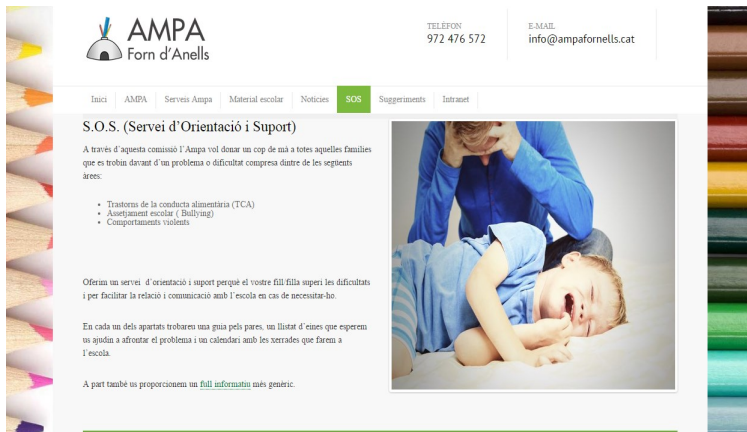 AMPA
Forn d'Anells
TELÈFON
972 476 572
E-MAIL
info@ampafornells.cat
Inici
AMPA
Serveis Ampa
Material escolar
Notícies
SOS
Suggeriments
Intranet
S.O.S. (Servei d'Orientació i Suport)
A través d'aquesta comissió l'Ampa vol donar un cop de mà a totes aquelles famílies
que es trobin davant d'un problema o dificultat compresa dintre de les següents
àrees:
Trastorns de la conducta alimentària (TCA)
Assetjament escolar ( Bullying)
Comportaments violents
Oferim un servei  d'orientació i suport perquè el vostre fill/filla superi les dificultats
i per facilitar la relació i comunicació amb l'escola en cas de necessitar-ho.
En cada un dels apartats trobareu una guia pels pares, un llistat d'eines que esperem
us ajudin a afrontar el problema i un calendari amb les xerrades que farem a
l'escola.
A part també us proporcionem un full informatiu més genèric.